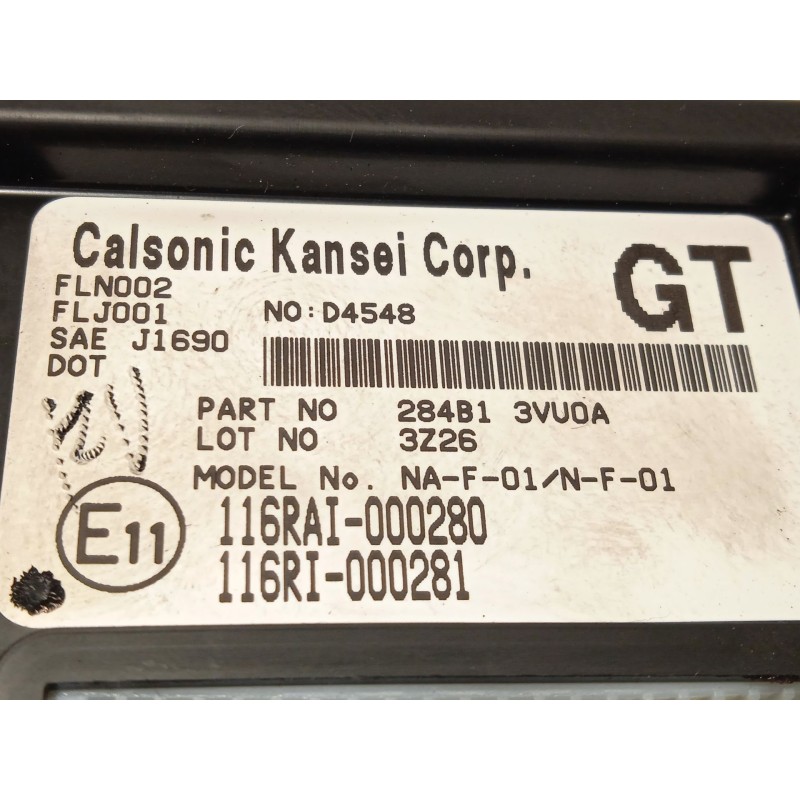 Calsonic Kansei Corp.
GT
FLN002
FLJ001 NO:D4548
SAE J1690
DOT
PART NO 284B1 3VU0A
LOT NO 3Z26
MODEL No. NA-F-01/N-F-01
E11
116RAI-000280
116RI-000281